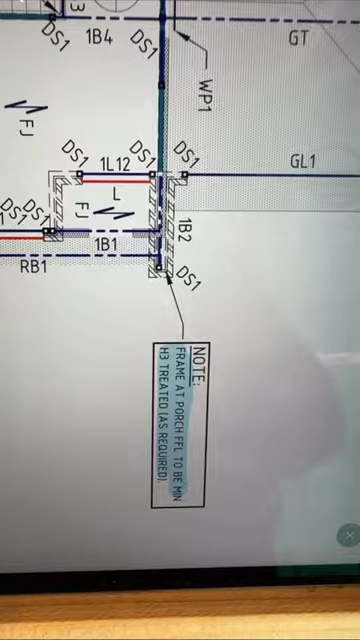 3
DS1
1B4
DS1
GT
WP1
FJ
DS1
1L12
DS1
DS1
GL1
L
FJ
1B2
DS1
DS1
1B1
RB1
DS1
NOTE:
FRAME AT PORCH FFL TO BE MIN
H3 TREATED (AS REQUIRED).